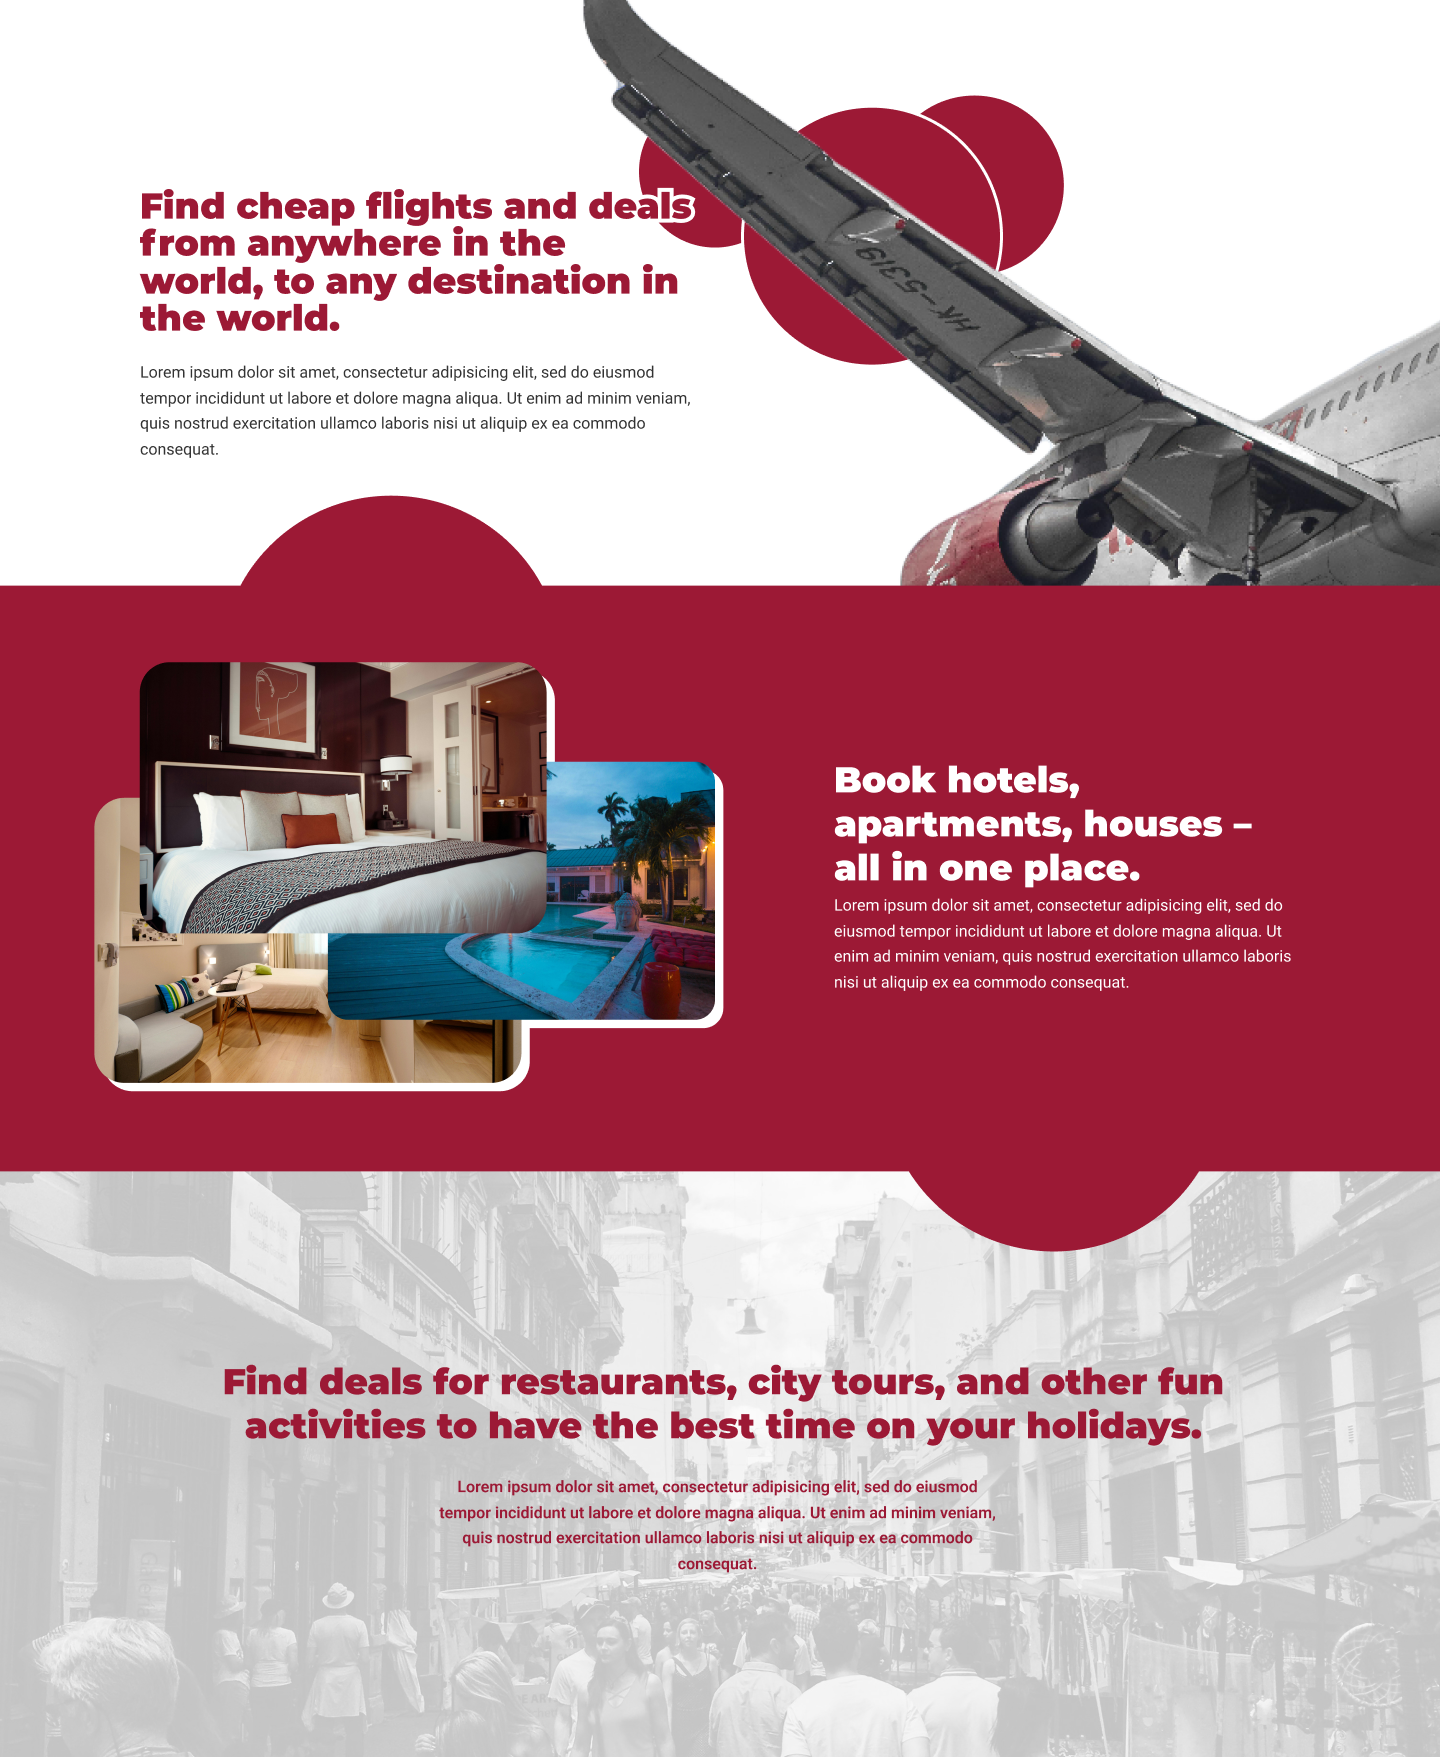 Find cheap flights and deals
from anywhere in the
world, to any destination in
the world.
Lorem ipsum dolor sit amet, consectetur adipisicing elit, sed do eiusmod
tempor incididunt ut labore et dolore magna aliqua. Ut enim ad minim veniam,
quis nostrud exercitation ullamco laboris nisi ut aliquip ex ea commodo
consequat.
HK-5319
Book hotels,
apartments, houses –
all in one place.
Lorem ipsum dolor sit amet, consectetur adipisicing elit, sed do
eiusmod tempor incididunt ut labore et dolore magna aliqua. Ut
enim ad minim veniam, quis nostrud exercitation ullamco laboris
nisi ut aliquip ex ea commodo consequat.
Find deals for restaurants, city tours, and other fun
activities to have the best time on your holidays.
Lorem ipsum dolor sit amet, consectetur adipisicing elit, sed do eiusmod
tempor incididunt ut labore et dolore magna aliqua. Ut enim ad minim veniam,
quis nostrud exercitation ullamco laboris nisi ut aliquip ex ea commodo
consequat.